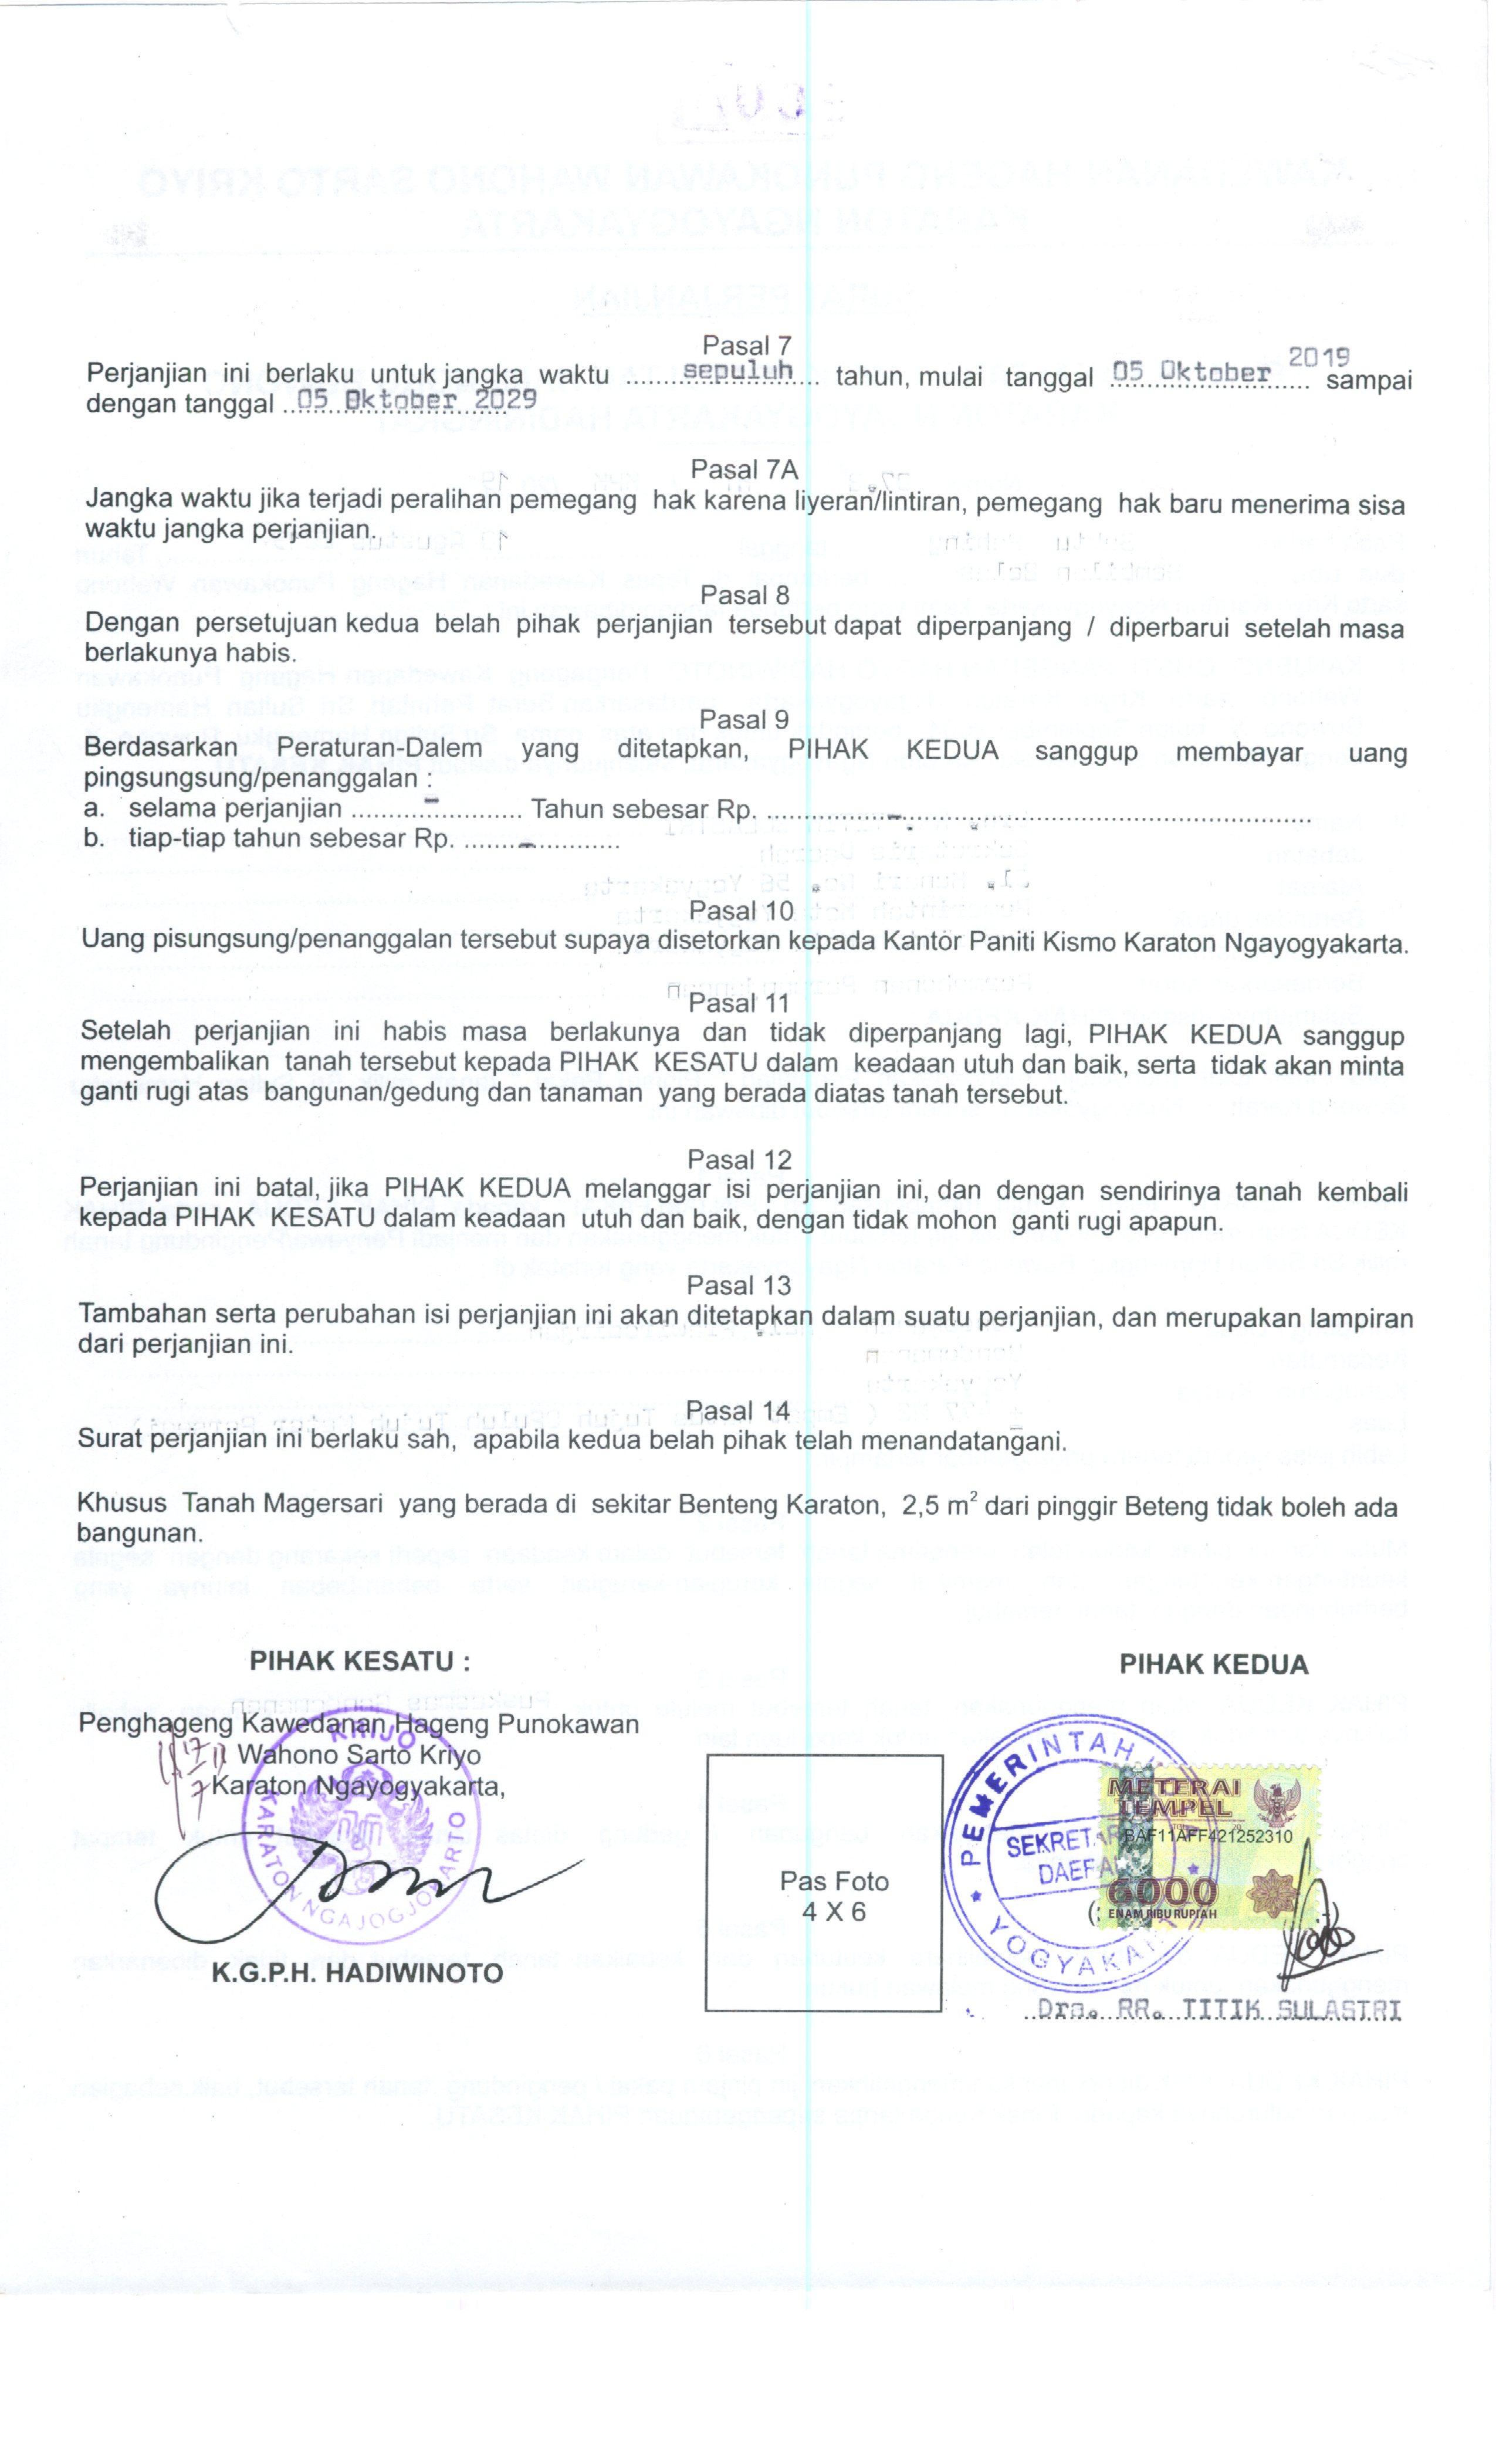 Pasal 7
Perjanjian ini berlaku untuk jangka waktu ......sepuluh...... tahun, mulai tanggal 05 Oktober 2019 sampai
dengan tanggal ..05 Oktober 2029
Pasal 7A
Jangka waktu jika terjadi peralihan pemegang hak karena liyeran/lintiran, pemegang hak baru menerima sisa
waktu jangka perjanjian.
Pasal 8
Dengan persetujuan kedua belah pihak perjanjian tersebut dapat diperpanjang / diperbarui setelah masa
berlakunya habis.
Pasal 9
Berdasarkan Peraturan-Dalem yang ditetapkan, PIHAK KEDUA sanggup membayar uang
pingsungsung/penanggalan :
a. selama perjanjian ..........-.......... Tahun sebesar Rp. ..............-..............
b. tiap-tiap tahun sebesar Rp. .......-..........
Pasal 10
Uang pisungsung/penanggalan tersebut supaya disetorkan kepada Kantor Paniti Kismo Karaton Ngayogyakarta.
Pasal 11
Setelah perjanjian ini habis masa berlakunya dan tidak diperpanjang lagi, PIHAK KEDUA sanggup
mengembalikan tanah tersebut kepada PIHAK KESATU dalam keadaan utuh dan baik, serta tidak akan minta
ganti rugi atas bangunan/gedung dan tanaman yang berada diatas tanah tersebut.
Pasal 12
Perjanjian ini batal, jika PIHAK KEDUA melanggar isi perjanjian ini, dan dengan sendirinya tanah kembali
kepada PIHAK KESATU dalam keadaan utuh dan baik, dengan tidak mohon ganti rugi apapun.
Pasal 13
Tambahan serta perubahan isi perjanjian ini akan ditetapkan dalam suatu perjanjian, dan merupakan lampiran
dari perjanjian ini.
Pasal 14
Surat perjanjian ini berlaku sah, apabila kedua belah pihak telah menandatangani.
Khusus Tanah Magersari yang berada di sekitar Benteng Karaton, 2,5 m² dari pinggir Beteng tidak boleh ada
bangunan.
PIHAK KESATU :
Penghageng Kawedanan Hageng Punokawan
Wahono Sarto Kriyo
Karaton Ngayogyakarta,
KRIJO
KARATON NGAJOGJOKARTO
K.G.P.H. HADIWINOTO
Pas Foto
4 X 6
PIHAK KEDUA
PEMERINTAH
SEKRETAR
DAERA
YOGYAKAR
METERAI
TEMPEL
BAF11AFF421252310
6000
ENAM RIBU RUPIAH
Dra. RR. TITIK SULASTRI